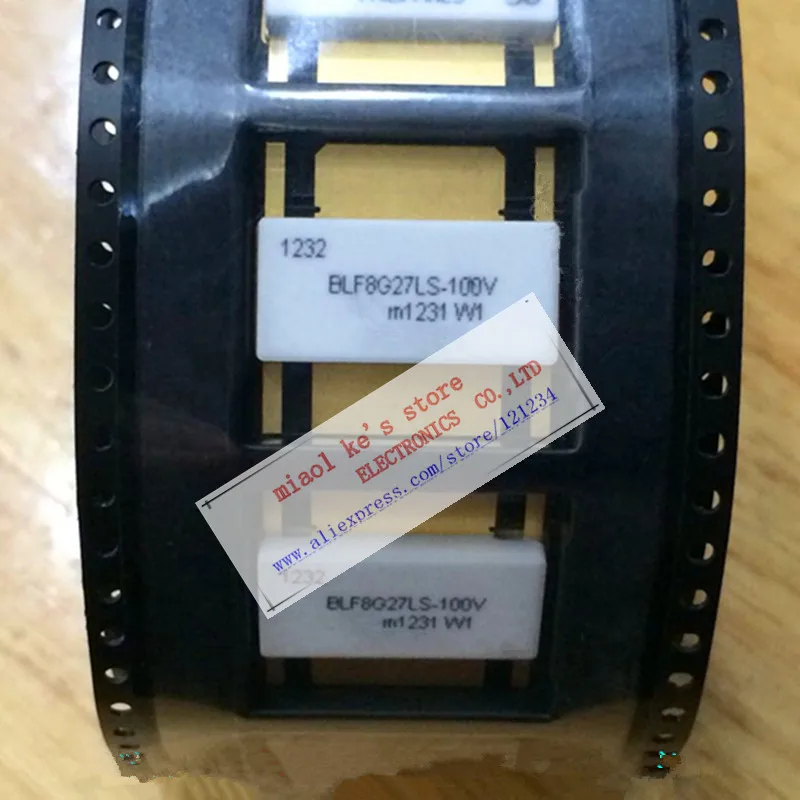 1232
BLF8G27LS-100V
m1231 W1
miaol ke's store
ELECTRONICS CO.,LTD
www.aliexpress.com/store/121234
1232
BLF8G27LS-100V
m1231 W1